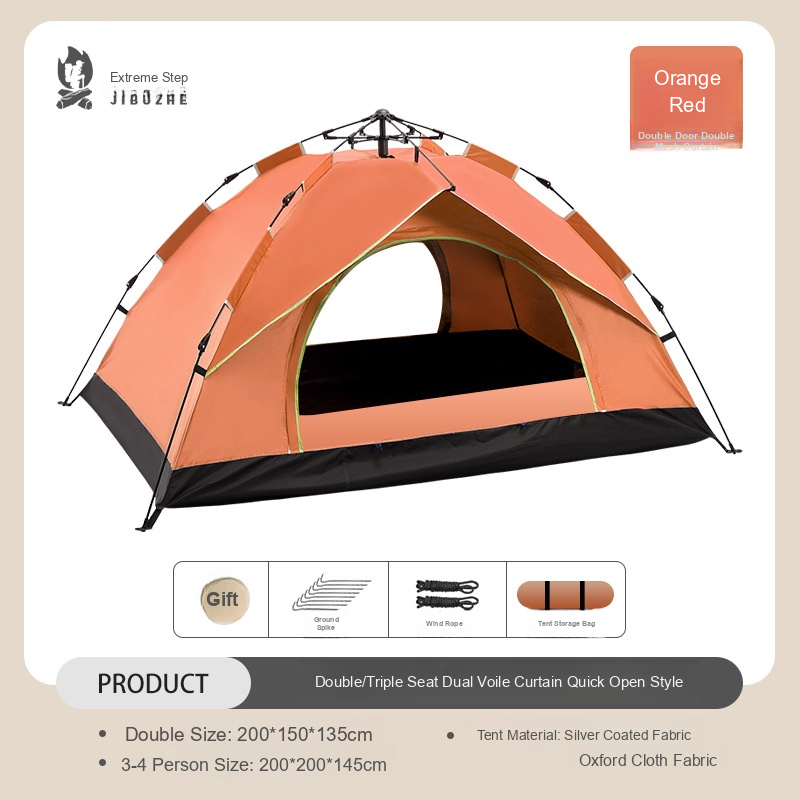 Extreme Step
JIBUZHE
Orange
Red
Double Door Double
Gift
Ground
Spike
Wind Rope
Tent Storage Bag
PRODUCT
Double/Triple Seat Dual Voile Curtain Quick Open Style
Double Size: 200*150*135cm
3-4 Person Size: 200*200*145cm
Tent Material: Silver Coated Fabric
Oxford Cloth Fabric